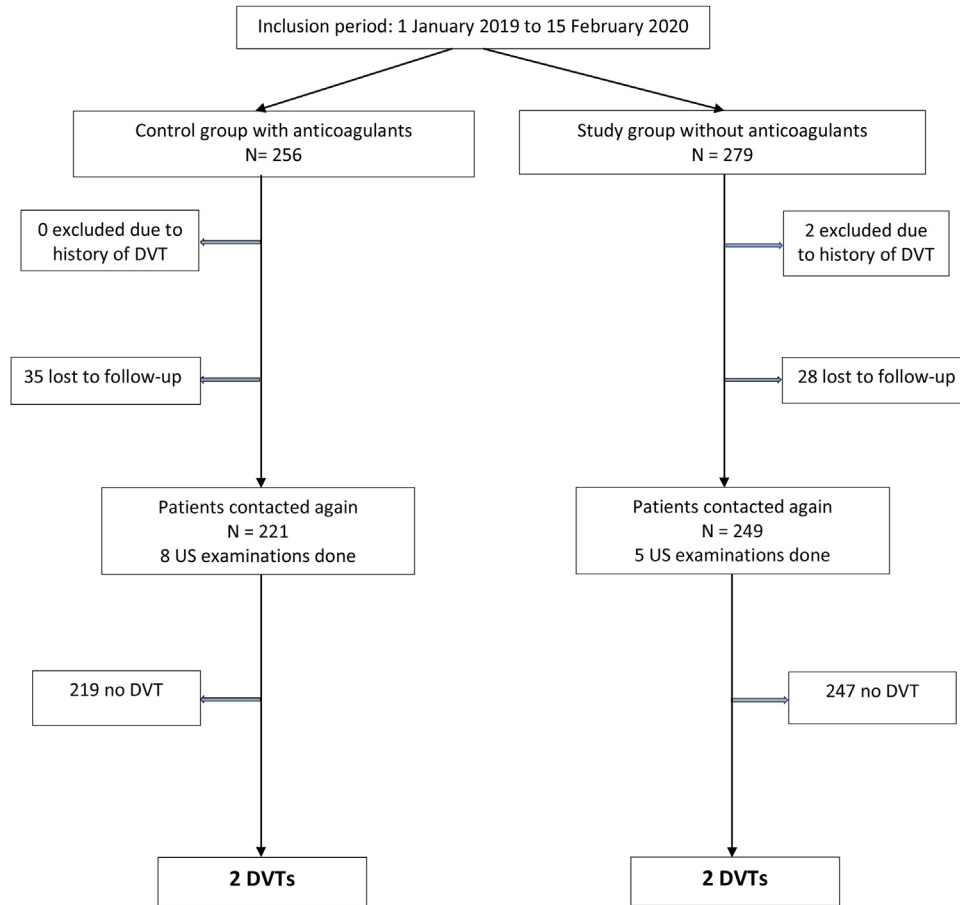 Inclusion period: 1 January 2019 to 15 February 2020
Control group with anticoagulants
N= 256
Study group without anticoagulants
N = 279
0 excluded due to
history of DVT
2 excluded due
to history of DVT
35 lost to follow-up
28 lost to follow-up
Patients contacted again
N = 221
8 US examinations done
Patients contacted again
N = 249
5 US examinations done
219 no DVT
247 no DVT
2 DVTs
2 DVTs